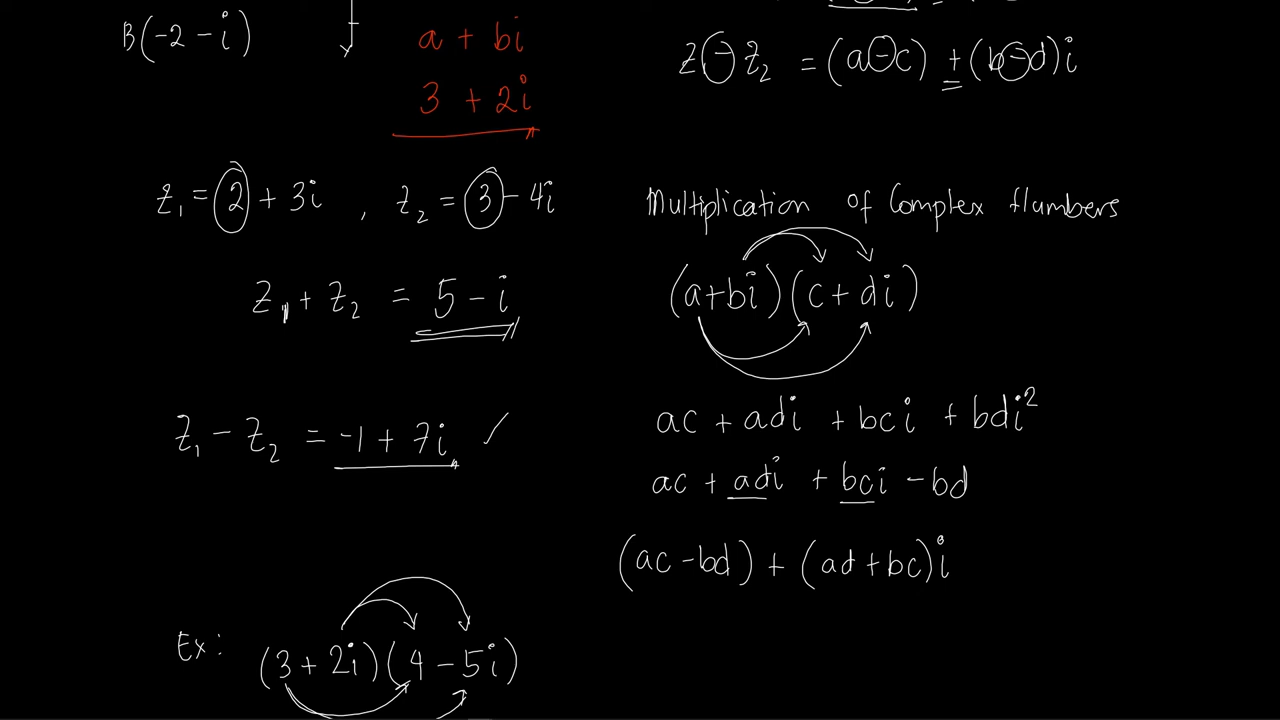 B(-2 - i)
a + bi
3 + 2i
z₁ = 2 + 3i , z₂ = 3 - 4i
z₁ + z₂ = 5 - i
z₁ - z₂ = -1 + 7i
Ex: (3 + 2i)(4 - 5i)
z - z₂ = (a - c) + (b - d)i
Multiplication of Complex Numbers
(a+bi)(c + di)
ac + adi + bci + bdi²
ac + adi + bci - bd
(ac - bd) + (ad + bc)i